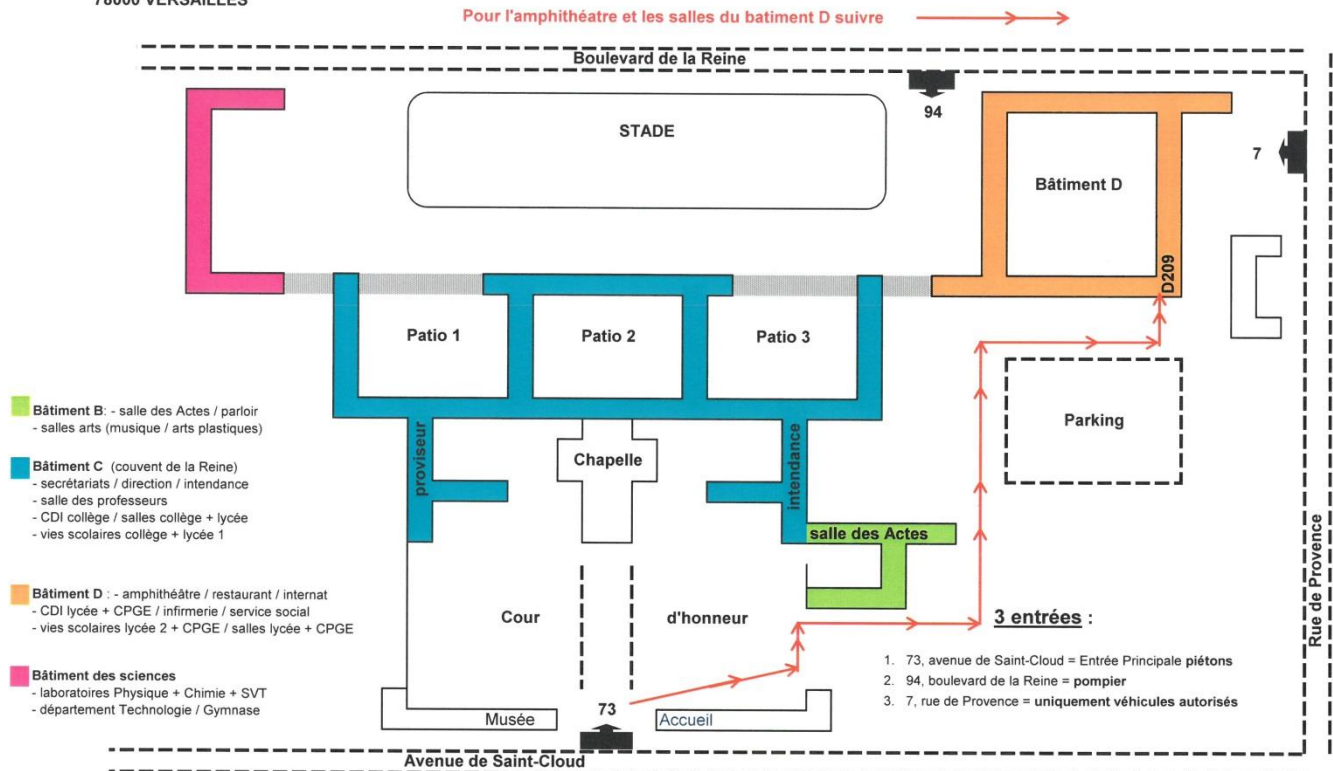 78000 VERSAILLES
Pour l'amphithéatre et les salles du batiment D suivre
Boulevard de la Reine
94
STADE
7
Bâtiment D
D209
Patio 1
Patio 2
Patio 3
Parking
Rue de Provence
Bâtiment B: - salle des Actes / parloir
- salles arts (musique / arts plastiques)
Bâtiment C (couvent de la Reine)
- secrétariats / direction / intendance
- salle des professeurs
- CDI collège / salles collège + lycée
- vies scolaires collège + lycée 1
Bâtiment D : - amphithéâtre / restaurant / internat
- CDI lycée + CPGE / infirmerie / service social
- vies scolaires lycée 2 + CPGE / salles lycée + CPGE
Bâtiment des sciences
- laboratoires Physique + Chimie + SVT
- département Technologie / Gymnase
proviseur
Chapelle
intendance
salle des Actes
Cour
d'honneur
3 entrées :
1. 73, avenue de Saint-Cloud = Entrée Principale piétons
2. 94, boulevard de la Reine = pompier
3. 7, rue de Provence = uniquement véhicules autorisés
Musée
73
Accueil
Avenue de Saint-Cloud